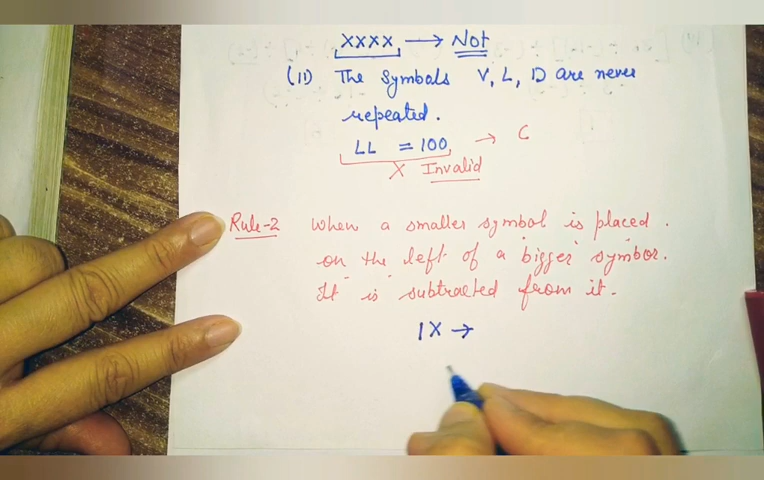 XXXX → Not
(11) The Symbols V, L, D are never
repeated.
LL = 100 → C
X Invalid
Rule-2 When a smaller symbol is placed.
on the left of a bigger symbol.
It is subtracted from it.
IX →